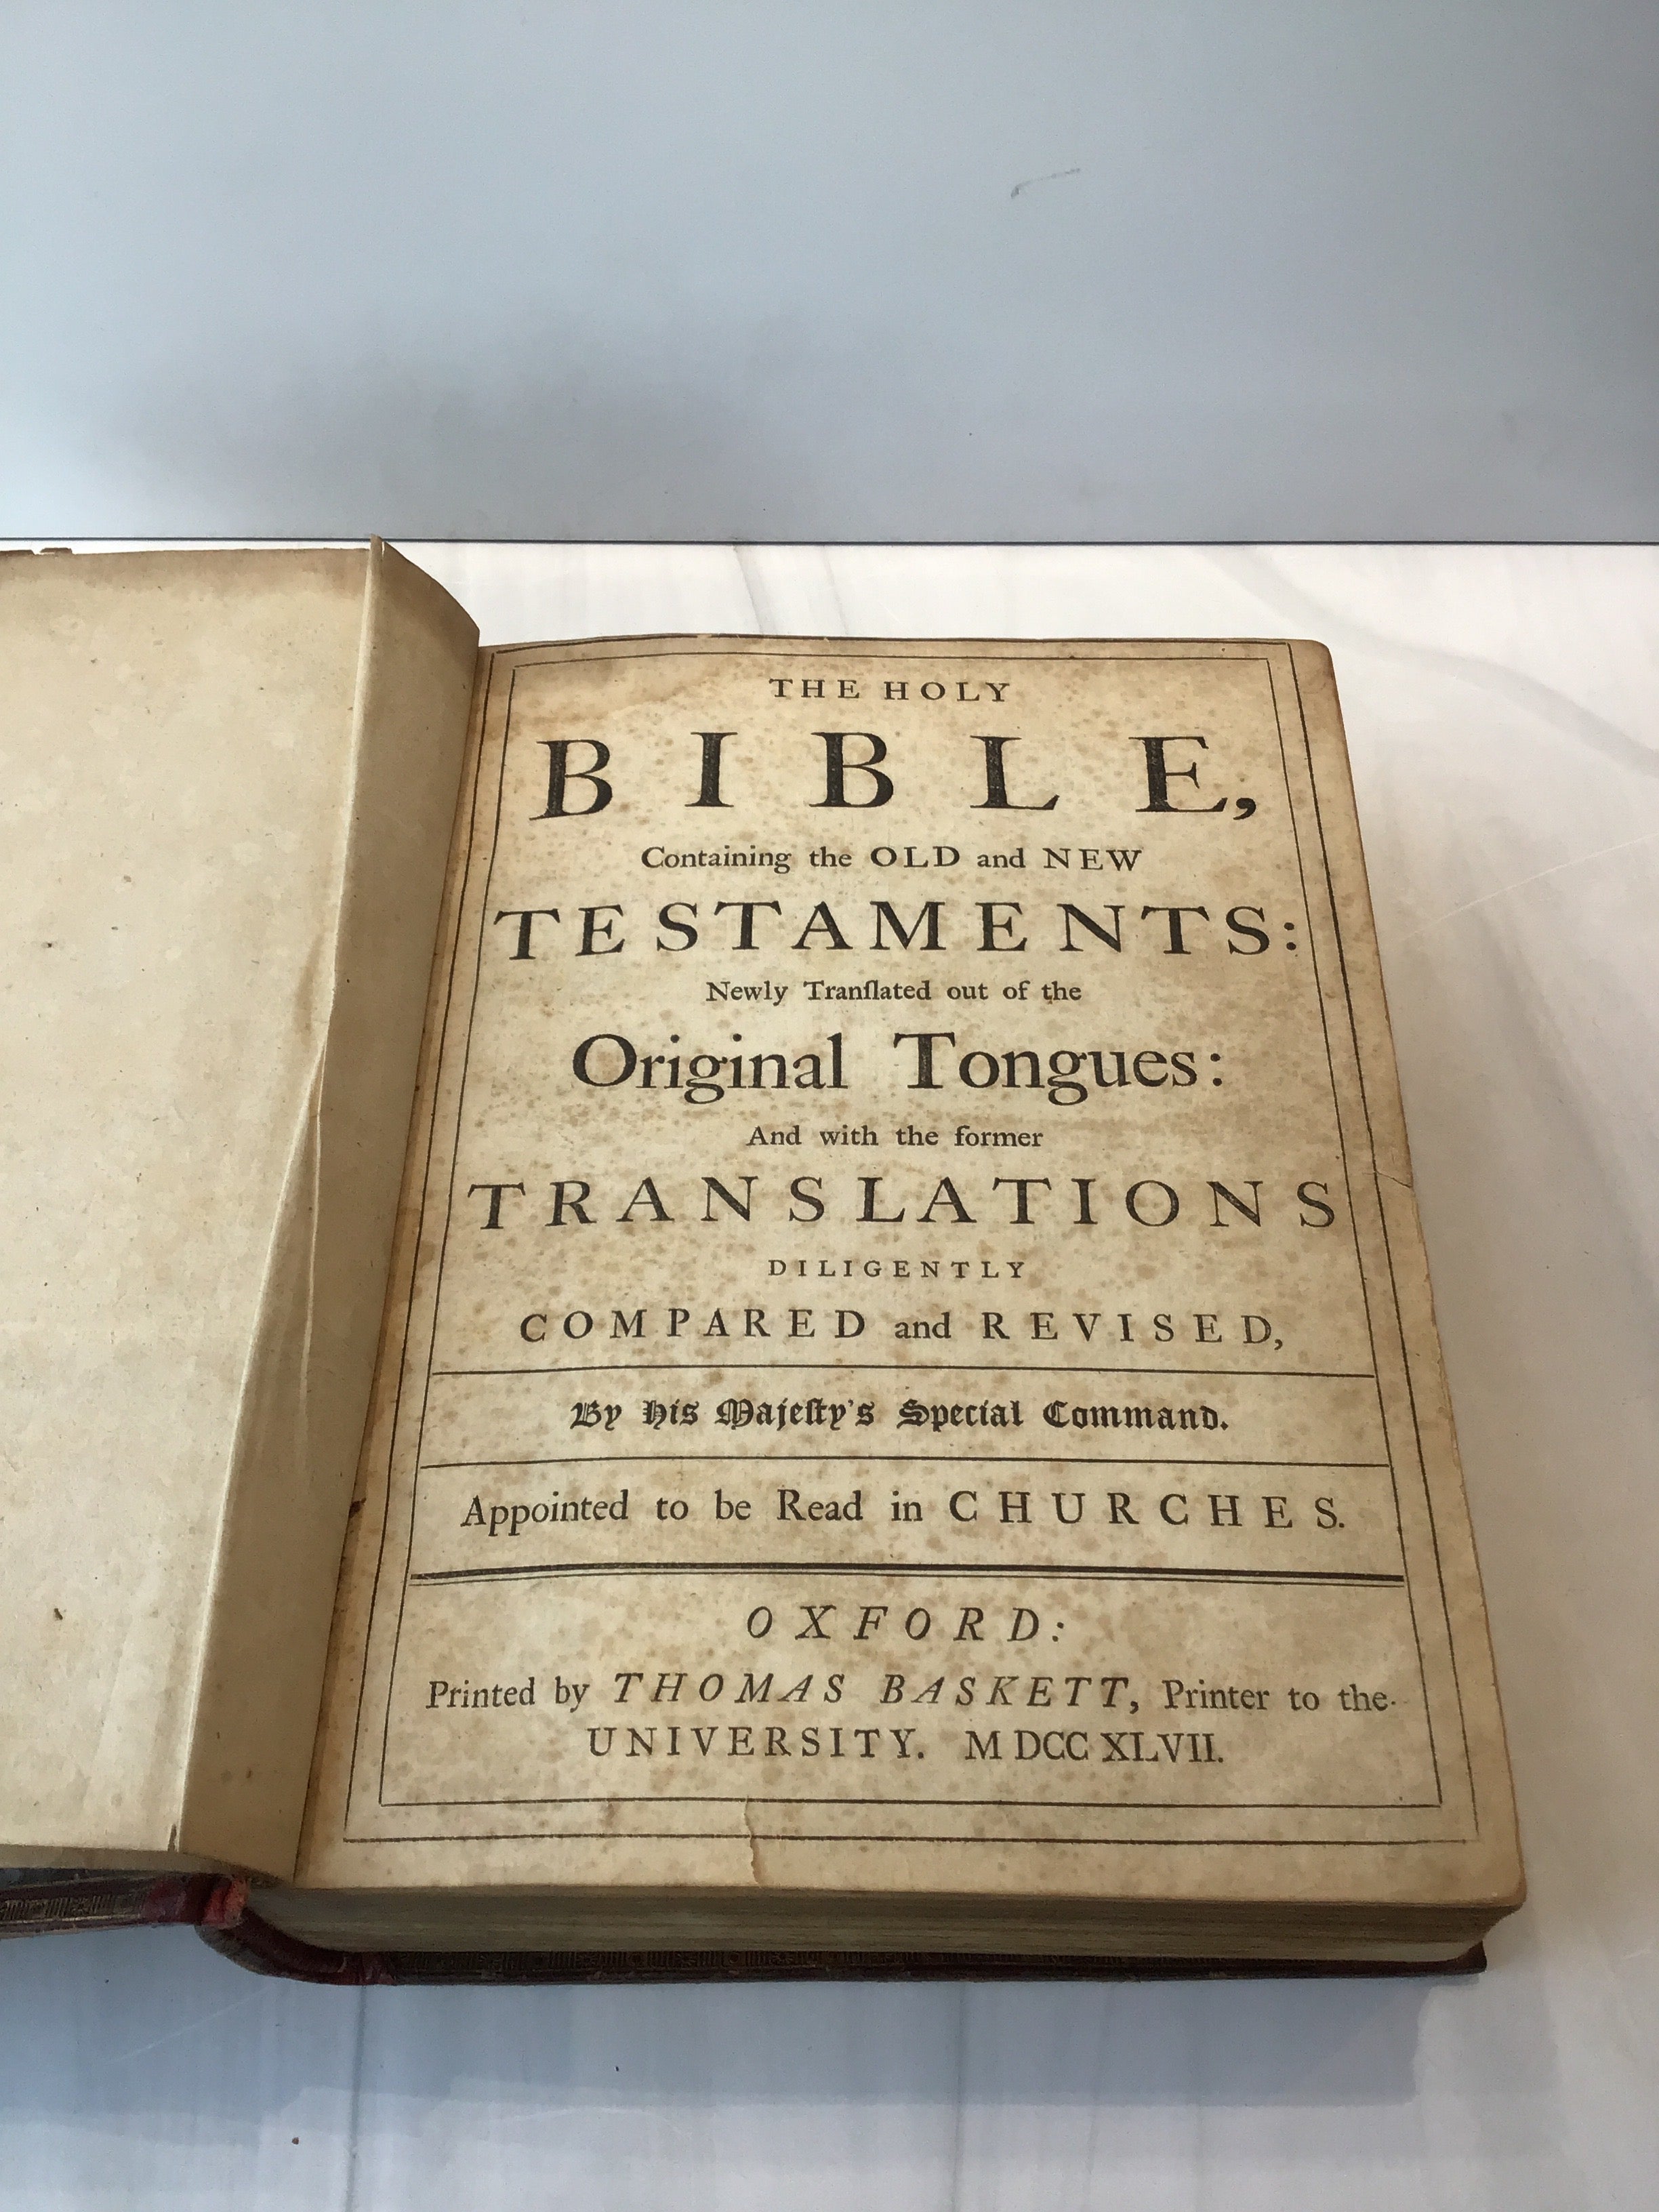 THE HOLY
BIBLE,
Containing the OLD and NEW
TESTAMENTS:
Newly Tranſlated out of the
Original Tongues:
And with the former
TRANSLATIONS
DILIGENTLY
COMPARED and REVISED,
By His Majeſty's Special Command.
Appointed to be Read in CHURCHES.
OXFORD:
Printed by THOMAS BASKETT, Printer to the
UNIVERSITY. MDCCXLVII.